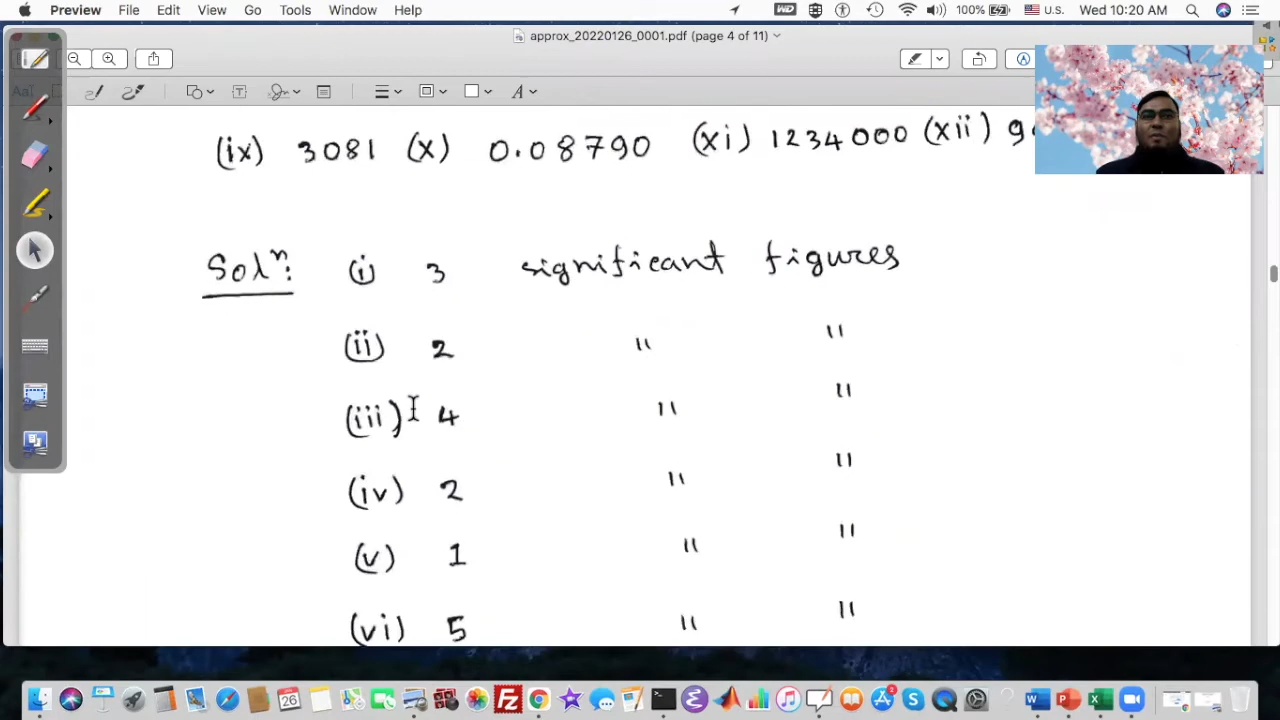 Preview File Edit View Go Tools Window Help 100% U.S. Wed 10:20 AM
approx_20220126_0001.pdf (page 4 of 11)
(ix) 3081 (x) 0.08790 (xi) 1234000 (xii) 9
Solⁿ: (i) 3 significant figures
(ii) 2 " "
(iii) 4 " "
(iv) 2 " "
(v) 1 " "
(vi) 5 " "